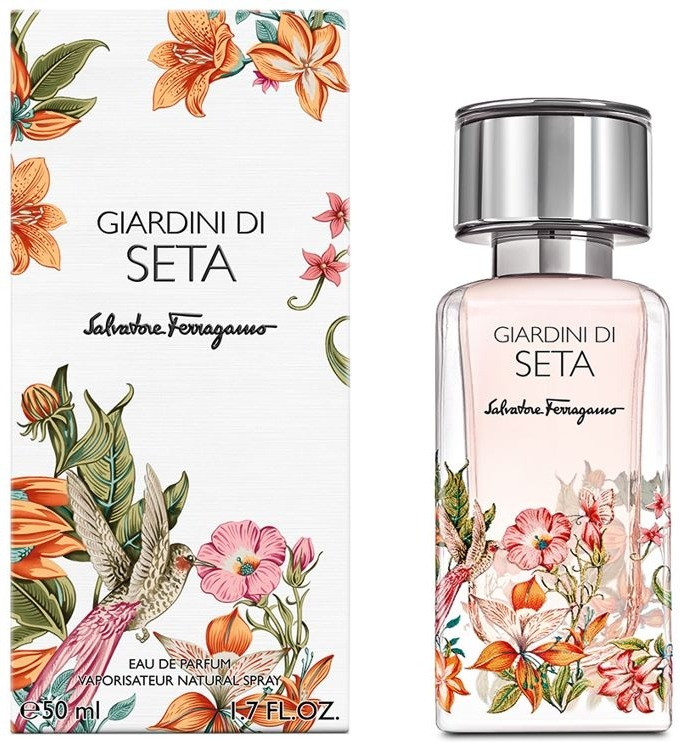 GIARDINI DI
SETA
Salvatore Ferragamo
EAU DE PARFUM
VAPORISATEUR NATURAL SPRAY
℮50 ml 1.7 FL.OZ.
GIARDINI DI
SETA
Salvatore Ferragamo